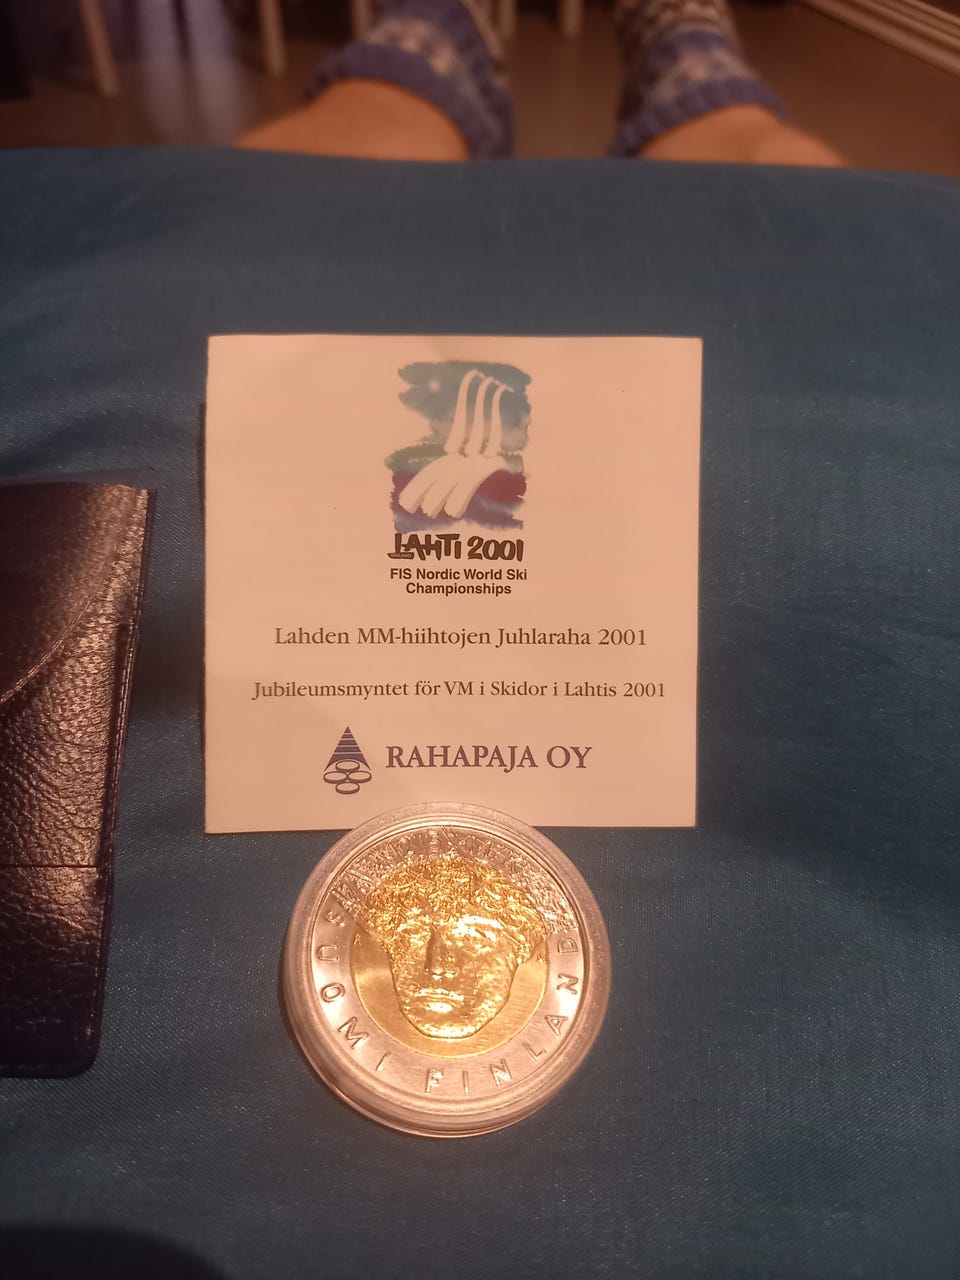 LAHTI 2001
FINLAND
FIS Nordic World Ski
Championships
Lahden MM-hiihtojen Juhlaraha 2001
Jubileumsmyntet för VM i Skidor i Lahtis 2001
RAHAPAJA OY
SUOMI FINLAND